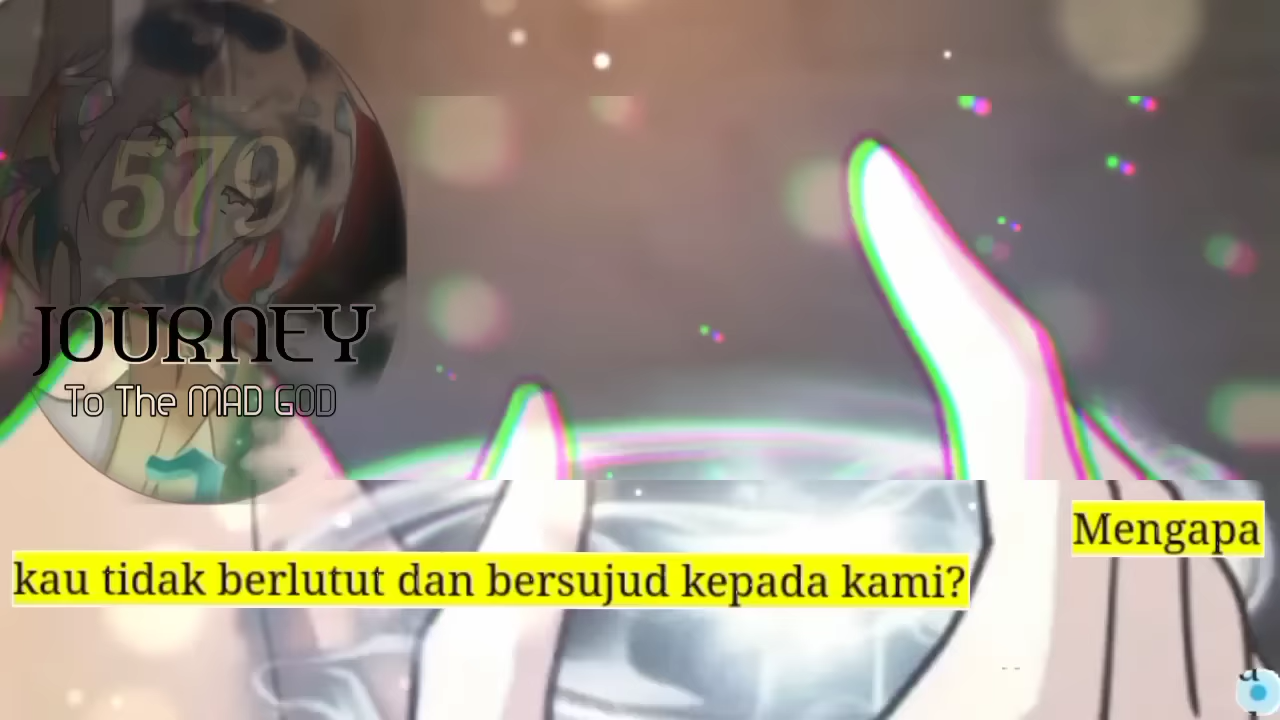 579
JOURNEY
To The MAD GOD
Mengapa
kau tidak berlutut dan bersujud kepada kami?